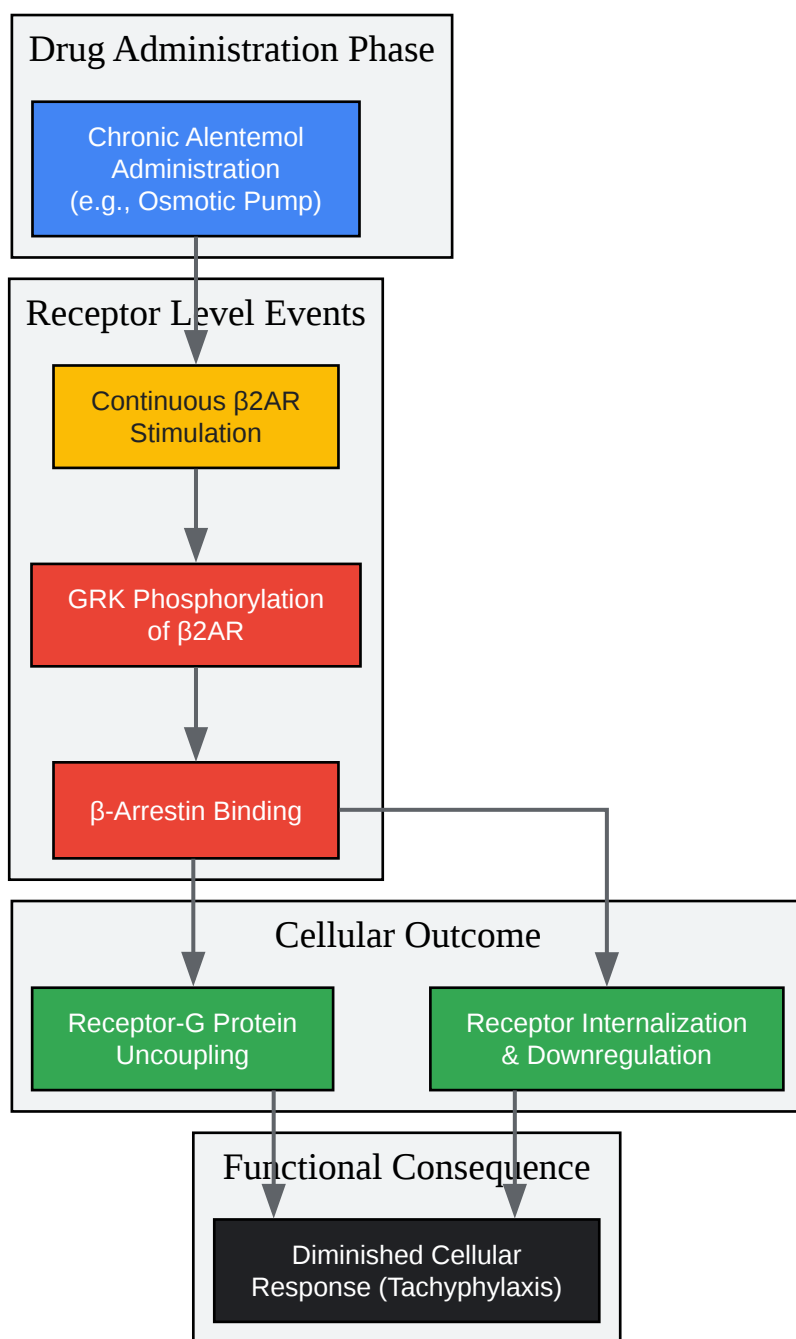 Drug Administration Phase
Chronic Alentemol
Administration
(e.g., Osmotic Pump)
Receptor Level Events
Continuous β2AR
Stimulation
GRK Phosphorylation
of β2AR
β-Arrestin Binding
Cellular Outcome
Receptor-G Protein
Uncoupling
Receptor Internalization
& Downregulation
Functional Consequence
Diminished Cellular
Response (Tachyphylaxis)